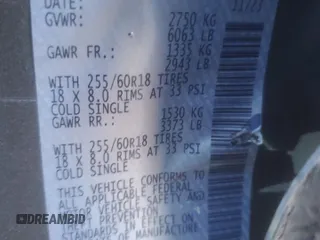 DATE: 11/21
GVWR: 2750 KG
6063 LB
GAWR FR.: 1335 KG
2943 LB
WITH 255/60R18 TIRES
18 X 8.0 RIMS AT 33 PSI
COLD SINGLE
GAWR RR.: 1530 KG
3373 LB
WITH 255/60R18 TIRES
18 X 8.0 RIMS AT 33 PSI
COLD SINGLE
THIS VEHICLE CONFORMS TO
ALL APPLICABLE FEDERAL
VEHICLE SAFETY AND
PREVENTION
STANDARDS IN EFFECT ON
MANUFACTURE
DREAMBID